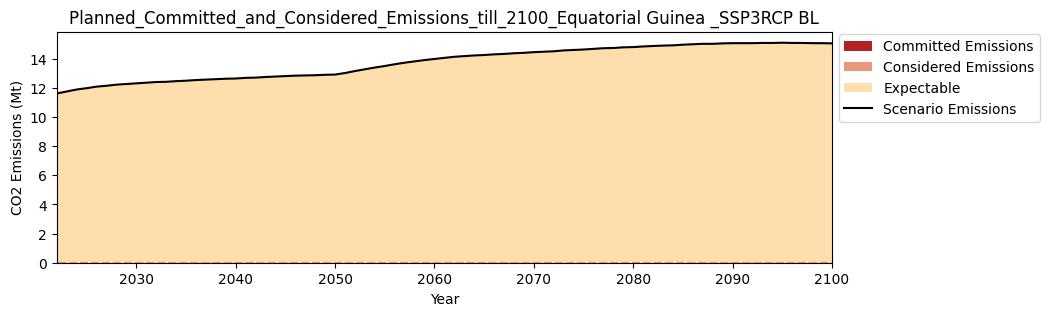 Planned_Committed_and_Considered_Emissions_till_2100_Equatorial Guinea _SSP3RCP BL
Committed Emissions
Considered Emissions
Expectable
Scenario Emissions
CO2 Emissions (Mt)
14
12
10
8
6
4
2
0
2030 2040 2050 2060 2070 2080 2090 2100
Year